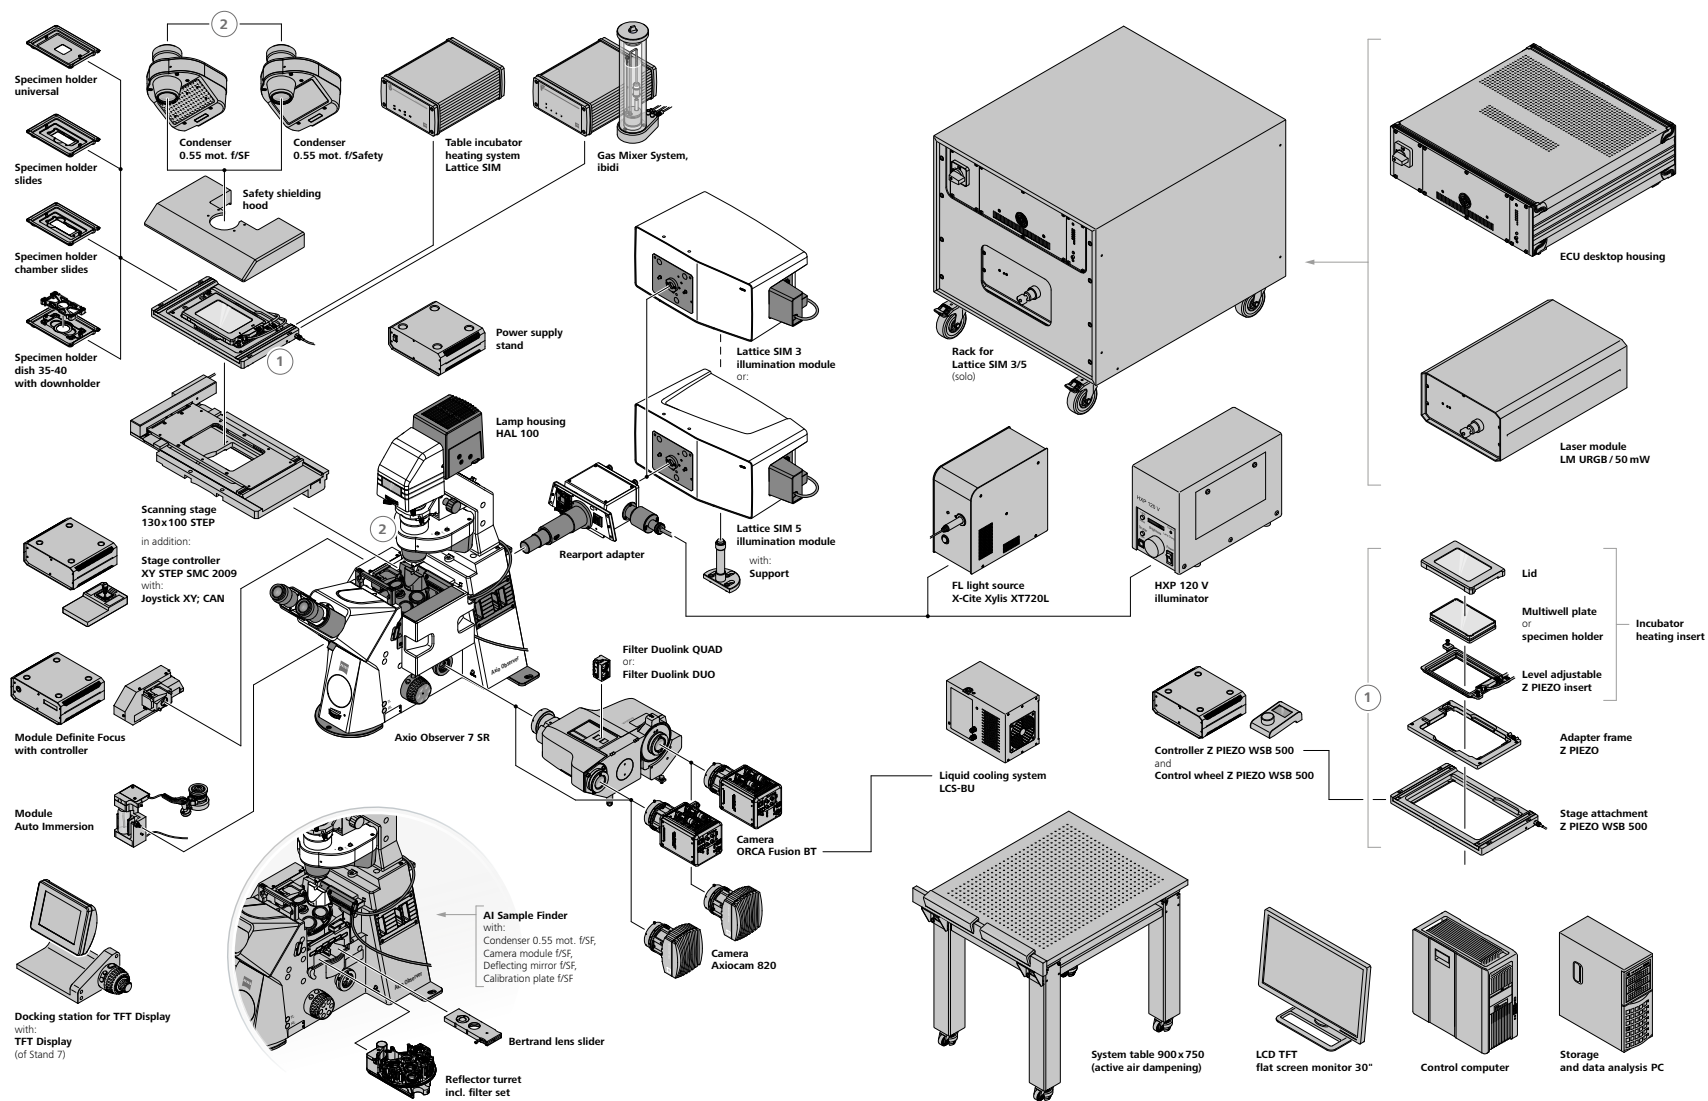 2
Specimen holder
universal
Condenser
0.55 mot. f/SF
Condenser
0.55 mot. f/Safety
Table incubator
heating system
Lattice SIM
Gas Mixer System,
ibidi
Specimen holder
slides
Safety shielding
hood
Specimen holder
chamber slides
Specimen holder
dish 35-40
with downholder
1
Power supply
stand
Lamp housing
HAL 100
Lattice SIM 3
illumination module
or:
Lattice SIM 5
illumination module
with:
Support
Rearport adapter
Scanning stage
130x100 STEP
in addition:
Stage controller
XY STEP SMC 2009
with:
Joystick XY; CAN
2
Axio Observer
Axio Observer 7 SR
Module Definite Focus
with controller
Module
Auto Immersion
Filter Duolink QUAD
or:
Filter Duolink DUO
Camera
ORCA Fusion BT
Camera
Axiocam 820
Liquid cooling system
LCS-BU
AI Sample Finder
with:
Condenser 0.55 mot. f/SF,
Camera module f/SF,
Deflecting mirror f/SF,
Calibration plate f/SF
Axio Observer
Bertrand lens slider
Reflector turret
incl. filter set
Docking station for TFT Display
with:
TFT Display
(of Stand 7)
Rack for
Lattice SIM 3/5
(solo)
ECU desktop housing
Laser module
LM URGB / 50 mW
FL light source
X-Cite Xylis XT720L
HXP 120 V
HXP 120 V
illuminator
1
Lid
Multiwell plate
or
specimen holder
Incubator
heating insert
Level adjustable
Z PIEZO insert
Adapter frame
Z PIEZO
Controller Z PIEZO WSB 500
and
Control wheel Z PIEZO WSB 500
Stage attachment
Z PIEZO WSB 500
System table 900x750
(active air dampening)
LCD TFT
flat screen monitor 30"
Control computer
Storage
and data analysis PC